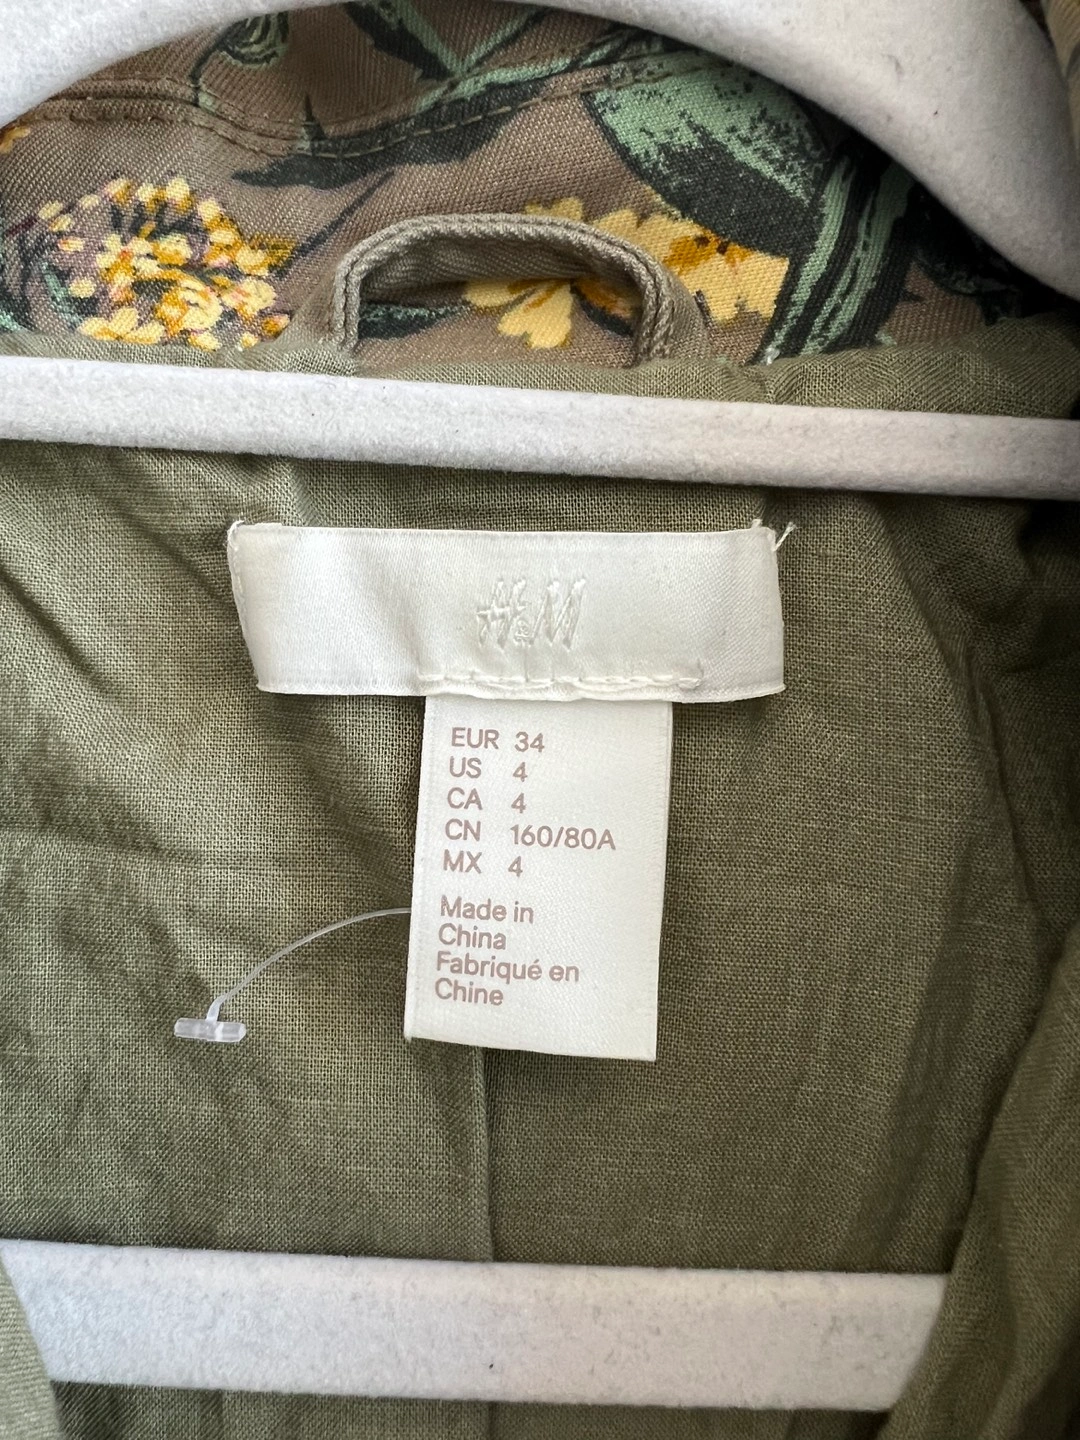 H&M
EUR 34
US 4
CA 4
CN 160/80A
MX 4
Made in
China
Fabriqué en
Chine